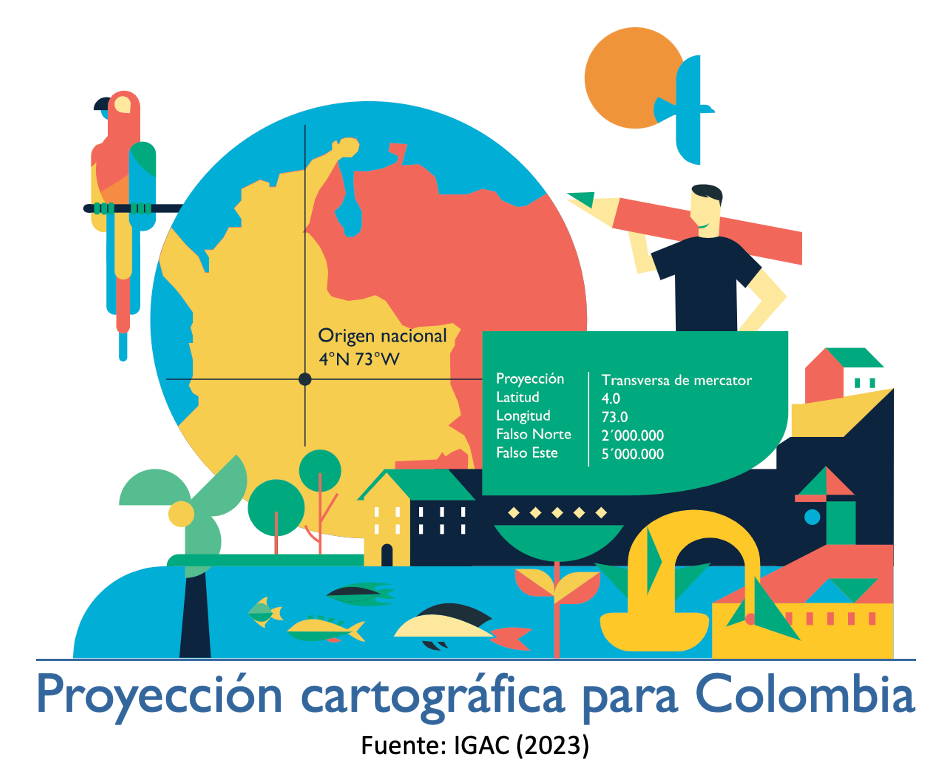 Origen nacional
4°N 73°W
Proyección Transversa de mercator
Latitud 4.0
Longitud 73.0
Falso Norte 2´000.000
Falso Este 5´000.000
Proyección cartográfica para Colombia
Fuente: IGAC (2023)